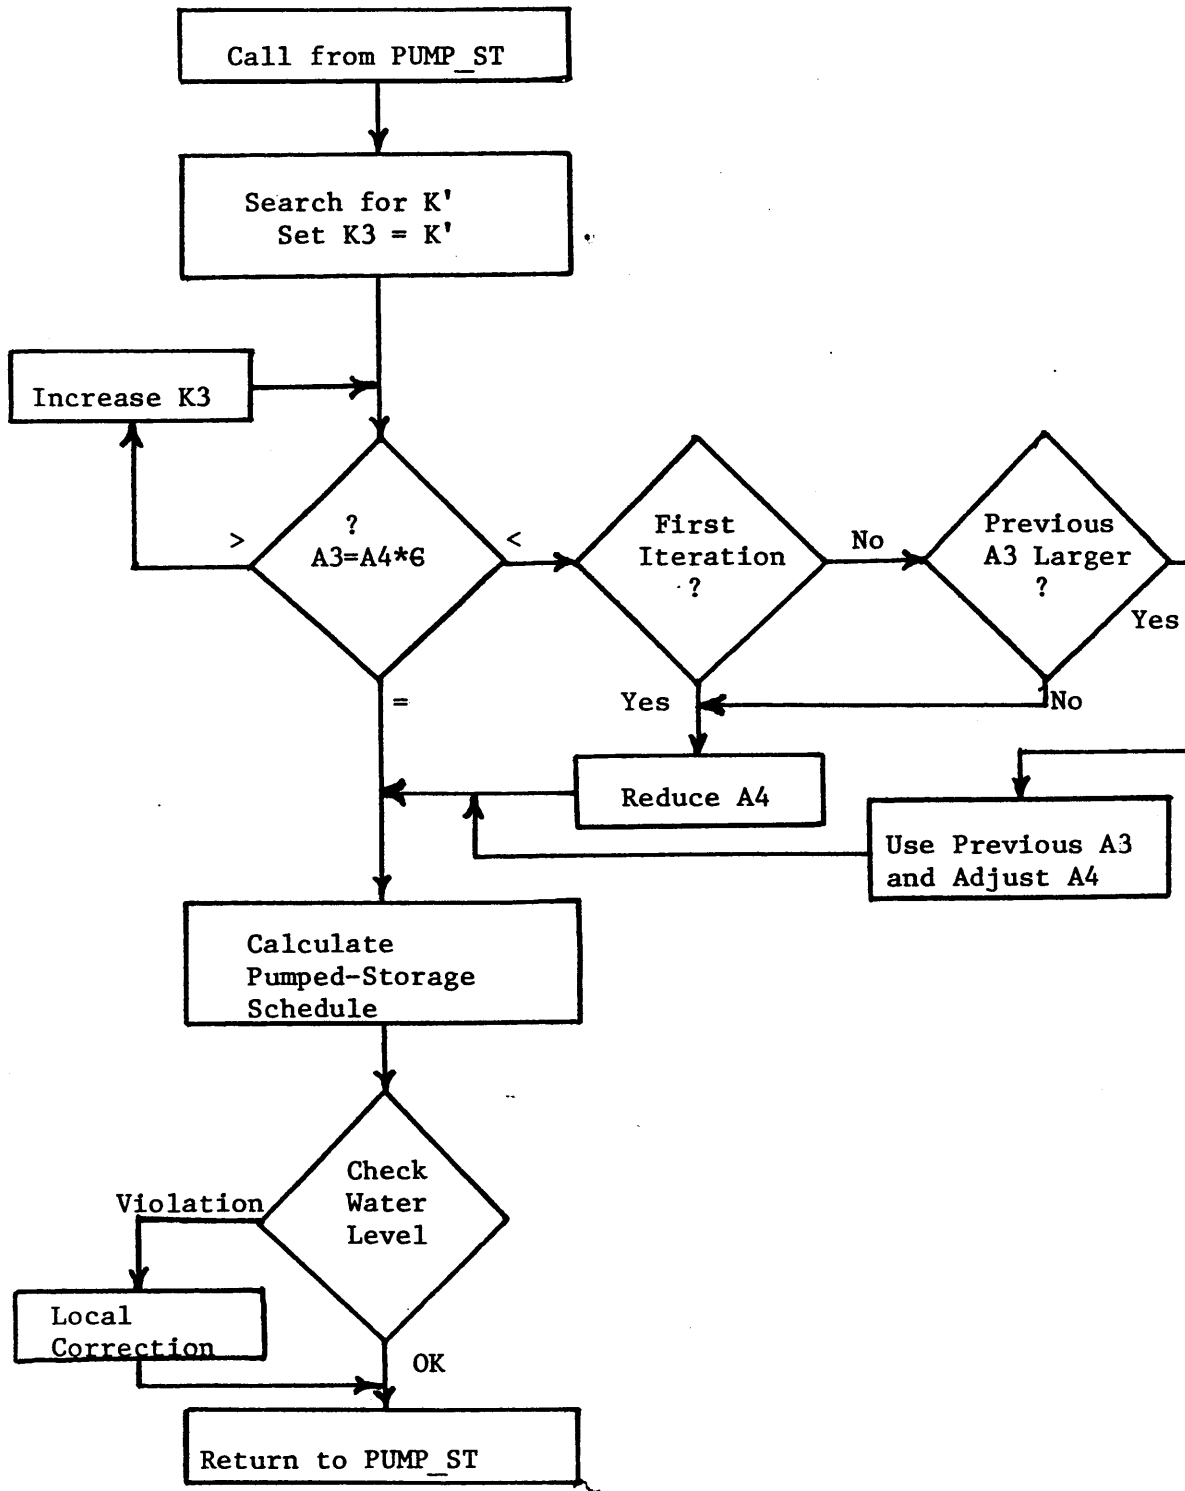 Call from PUMP_ST
Search for K'
Set K3 = K'
Increase K3
>
?
A3=A4*6
<
First
Iteration
?
No
Previous
A3 Larger
?
Yes
Yes
No
=
Reduce A4
Use Previous A3
and Adjust A4
Calculate
Pumped-Storage
Schedule
Check
Water
Level
Violation
Local
Correction
OK
Return to PUMP_ST